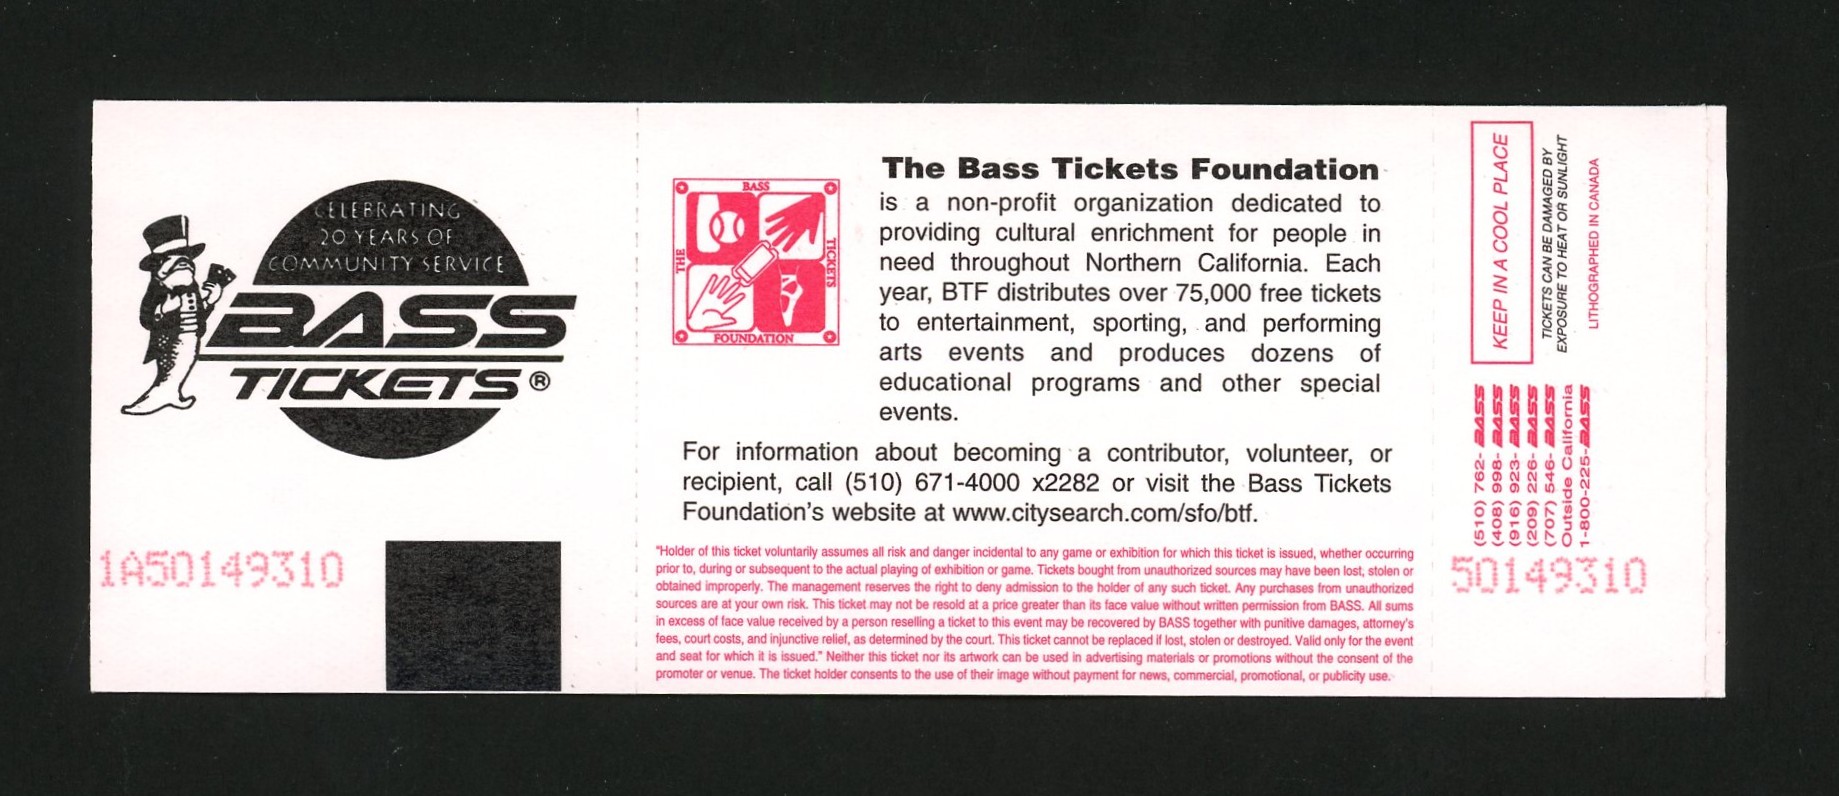 CELEBRATING
20 YEARS OF
COMMUNITY SERVICE
BASS
TICKETS®
1A50149310
BASS
THE
TICKETS
FOUNDATION
The Bass Tickets Foundation
is a non-profit organization dedicated to
providing cultural enrichment for people in
need throughout Northern California. Each
year, BTF distributes over 75,000 free tickets
to entertainment, sporting, and performing
arts events and produces dozens of
educational programs and other special
events.
For information about becoming a contributor, volunteer, or
recipient, call (510) 671-4000 x2282 or visit the Bass Tickets
Foundation's website at www.citysearch.com/sfo/btf.
"Holder of this ticket voluntarily assumes all risk and danger incidental to any game or exhibition for which this ticket is issued, whether occurring
prior to, during or subsequent to the actual playing of exhibition or game. Tickets bought from unauthorized sources may have been lost, stolen or
obtained improperly. The management reserves the right to deny admission to the holder of any such ticket. Any purchases from unauthorized
sources are at your own risk. This ticket may not be resold at a price greater than its face value without written permission from BASS. All sums
in excess of face value received by a person reselling a ticket to this event may be recovered by BASS together with punitive damages, attorney's
fees, court costs, and injunctive relief, as determined by the court. This ticket cannot be replaced if lost, stolen or destroyed. Valid only for the event
and seat for which it is issued." Neither this ticket nor its artwork can be used in advertising materials or promotions without the consent of the
promoter or venue. The ticket holder consents to the use of their image without payment for news, commercial, promotional, or publicity use.
KEEP IN A COOL PLACE
TICKETS CAN BE DAMAGED BY
EXPOSURE TO HEAT OR SUNLIGHT
LITHOGRAPHED IN CANADA
(510) 762-BASS
(408) 998-BASS
(916) 923-BASS
(209) 226-BASS
(707) 546-BASS
Outside California
1-800-225-BASS
50149310